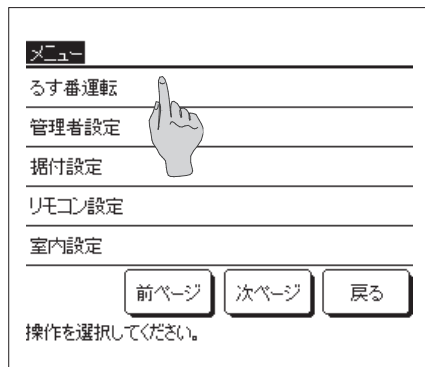 メニュー
るす番運転
管理者設定
据付設定
リモコン設定
室内設定
前ページ 次ページ 戻る
操作を選択してください。